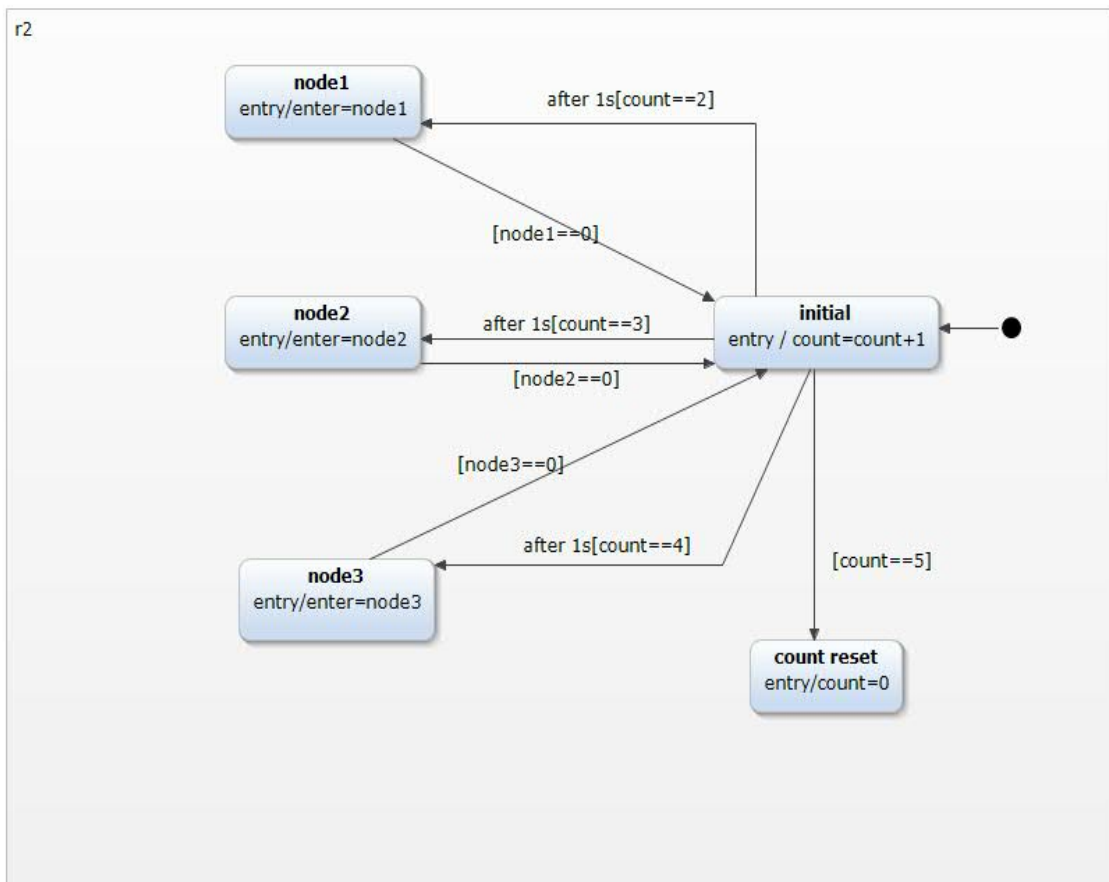 r2
node1
entry/enter=node1
after 1s[count==2]
[node1==0]
node2
entry/enter=node2
after 1s[count==3]
[node2==0]
initial
entry / count=count+1
[node3==0]
after 1s[count==4]
node3
entry/enter=node3
[count==5]
count reset
entry/count=0